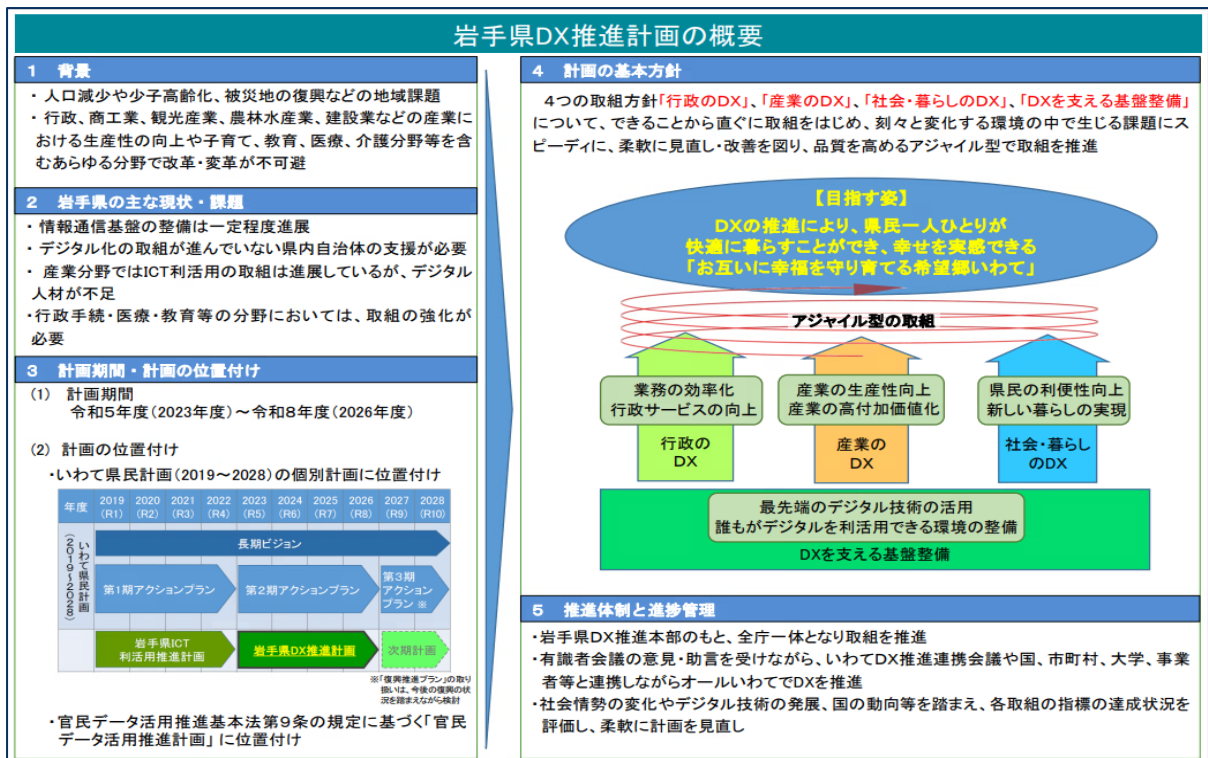 岩手県DX推進計画の概要
1 背景
・ 人口減少や少子高齢化、被災地の復興などの地域課題
・ 行政、商工業、観光産業、農林水産業、建設業などの産業に
おける生産性の向上や子育て、教育、医療、介護分野等を含
むあらゆる分野で改革・変革が不可避
2 岩手県の主な現状・課題
・ 情報通信基盤の整備は一定程度進展
・ デジタル化の取組が進んでいない県内自治体の支援が必要
・ 産業分野ではICT利活用の取組は進展しているが、デジタル
人材が不足
・行政手続・医療・教育等の分野においては、取組の強化が
必要
3 計画期間・計画の位置付け
(1) 計画期間
令和5年度(2023年度)～令和8年度(2026年度)
(2) 計画の位置付け
・いわて県民計画(2019～2028)の個別計画に位置付け
年度 2019 2020 2021 2022 2023 2024 2025 2026 2027 2028
(R1) (R2) (R3) (R4) (R5) (R6) (R7) (R8) (R9) (R10)
いわて県民計画
(2019～2028)
長期ビジョン
第1期アクションプラン
第2期アクションプラン
第3期
アクション
プラン ※
岩手県ICT
利活用推進計画
岩手県DX推進計画
次期計画
※「復興推進プラン」の取り
扱いは、今後の復興の状
況を踏まえながら検討
・ 官民データ活用推進基本法第9条の規定に基づく「官民
データ活用推進計画」に位置付け
4 計画の基本方針
4つの取組方針「行政のDX」、「産業のDX」、「社会・暮らしのDX」、「DXを支える基盤整備」
について、できることから直ぐに取組をはじめ、刻々と変化する環境の中で生じる課題にス
ピーディに、柔軟に見直し・改善を図り、品質を高めるアジャイル型で取組を推進
【目指す姿】
DXの推進により、県民一人ひとりが
快適に暮らすことができ、幸せを実感できる
「お互いに幸福を守り育てる希望郷いわて」
アジャイル型の取組
業務の効率化
行政サービスの向上
行政の
DX
産業の生産性向上
産業の高付加価値化
産業の
DX
県民の利便性向上
新しい暮らしの実現
社会・暮らし
のDX
最先端のデジタル技術の活用
誰もがデジタルを利活用できる環境の整備
DXを支える基盤整備
5 推進体制と進捗管理
・岩手県DX推進本部のもと、全庁一体となり取組を推進
・有識者会議の意見・助言を受けながら、いわてDX推進連携会議や国、市町村、大学、事業
者等と連携しながらオールいわてでDXを推進
・社会情勢の変化やデジタル技術の発展、国の動向等を踏まえ、各取組の指標の達成状況を
評価し、柔軟に計画を見直し